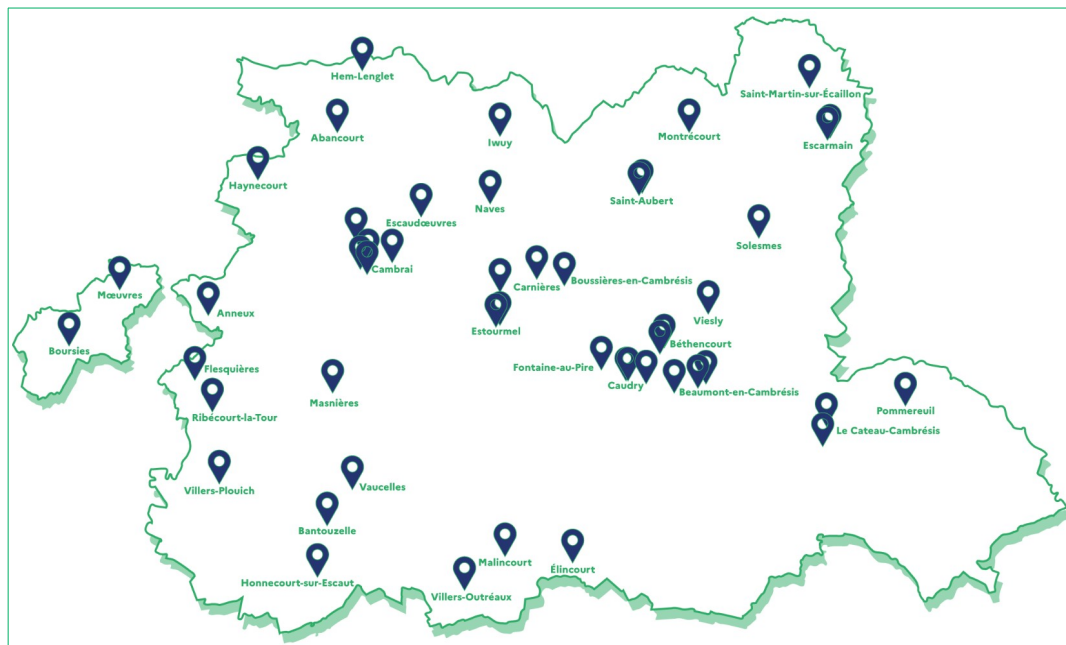 Hem-Lenglet
Saint-Martin-sur-Écaillon
Abancourt
Iwuy
Montrécourt
Escarmain
Haynecourt
Saint-Aubert
Naves
Escaudœuvres
Solesmes
Cambrai
Carnières
Boussières-en-Cambrésis
Mœuvres
Anneux
Viesly
Estourmel
Boursies
Béthencourt
Flesquières
Fontaine-au-Pire
Caudry
Beaumont-en-Cambrésis
Masnières
Ribécourt-la-Tour
Pommereuil
Le Cateau-Cambrésis
Vaucelles
Villers-Plouich
Bantouzelle
Malincourt
Élincourt
Honnecourt-sur-Escaut
Villers-Outréaux